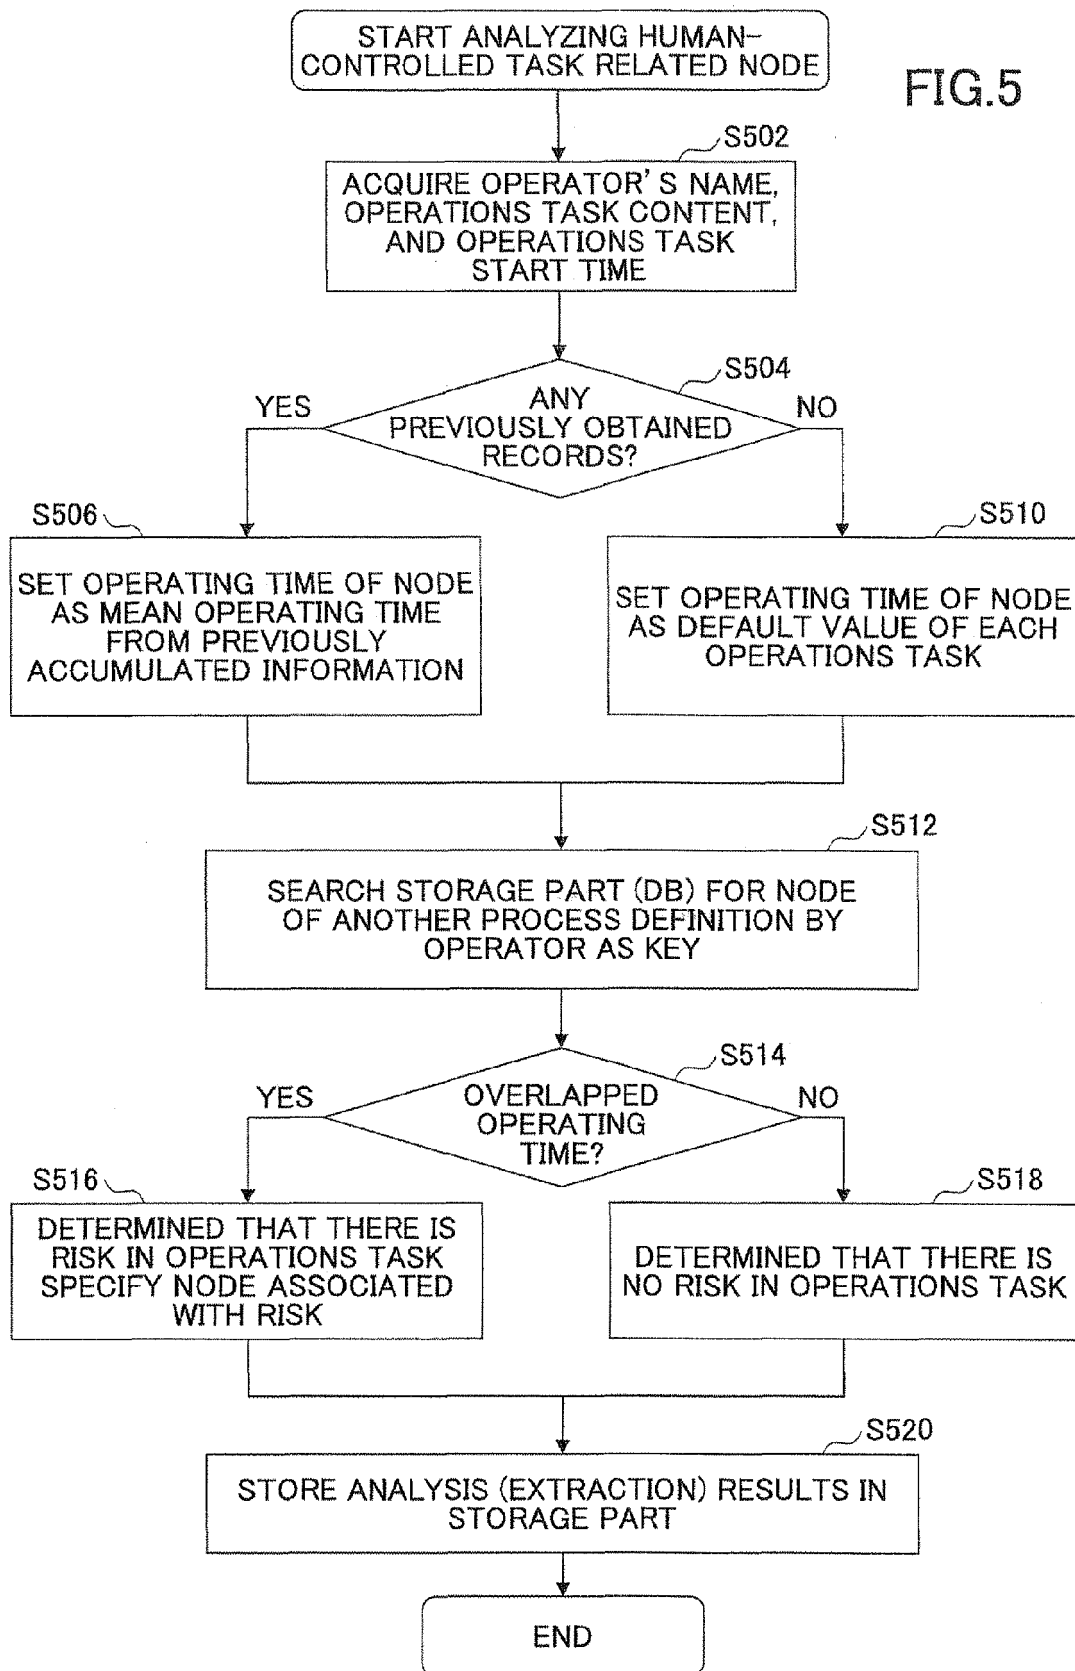 START ANALYZING HUMAN-
CONTROLLED TASK RELATED NODE
FIG.5
S502
ACQUIRE OPERATOR'S NAME,
OPERATIONS TASK CONTENT,
AND OPERATIONS TASK
START TIME
S504
YES
ANY
PREVIOUSLY OBTAINED
RECORDS?
NO
S506
SET OPERATING TIME OF NODE
AS MEAN OPERATING TIME
FROM PREVIOUSLY
ACCUMULATED INFORMATION
S510
SET OPERATING TIME OF NODE
AS DEFAULT VALUE OF EACH
OPERATIONS TASK
S512
SEARCH STORAGE PART (DB) FOR NODE
OF ANOTHER PROCESS DEFINITION BY
OPERATOR AS KEY
S514
YES
OVERLAPPED
OPERATING
TIME?
NO
S516
DETERMINED THAT THERE IS
RISK IN OPERATIONS TASK
SPECIFY NODE ASSOCIATED
WITH RISK
S518
DETERMINED THAT THERE IS
NO RISK IN OPERATIONS TASK
S520
STORE ANALYSIS (EXTRACTION) RESULTS IN
STORAGE PART
END